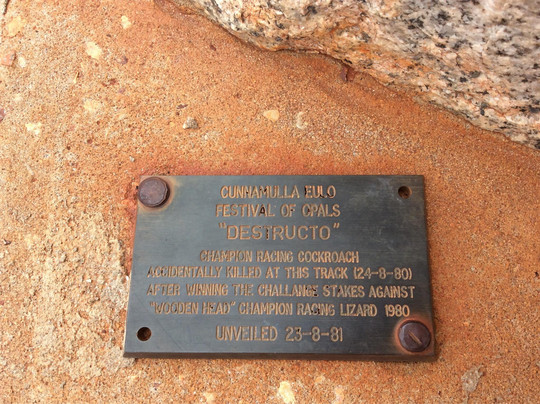 CUNNAMULLA EULO
FESTIVAL OF OPALS
"DESTRUCTO"
CHAMPION RACING COCKROACH
ACCIDENTALLY KILLED AT THIS TRACK (24-8-80)
AFTER WINNING THE CHALLANGE STAKES AGAINST
"WOODEN HEAD" CHAMPION RACING LIZARD 1980
UNVEILED 23-8-81